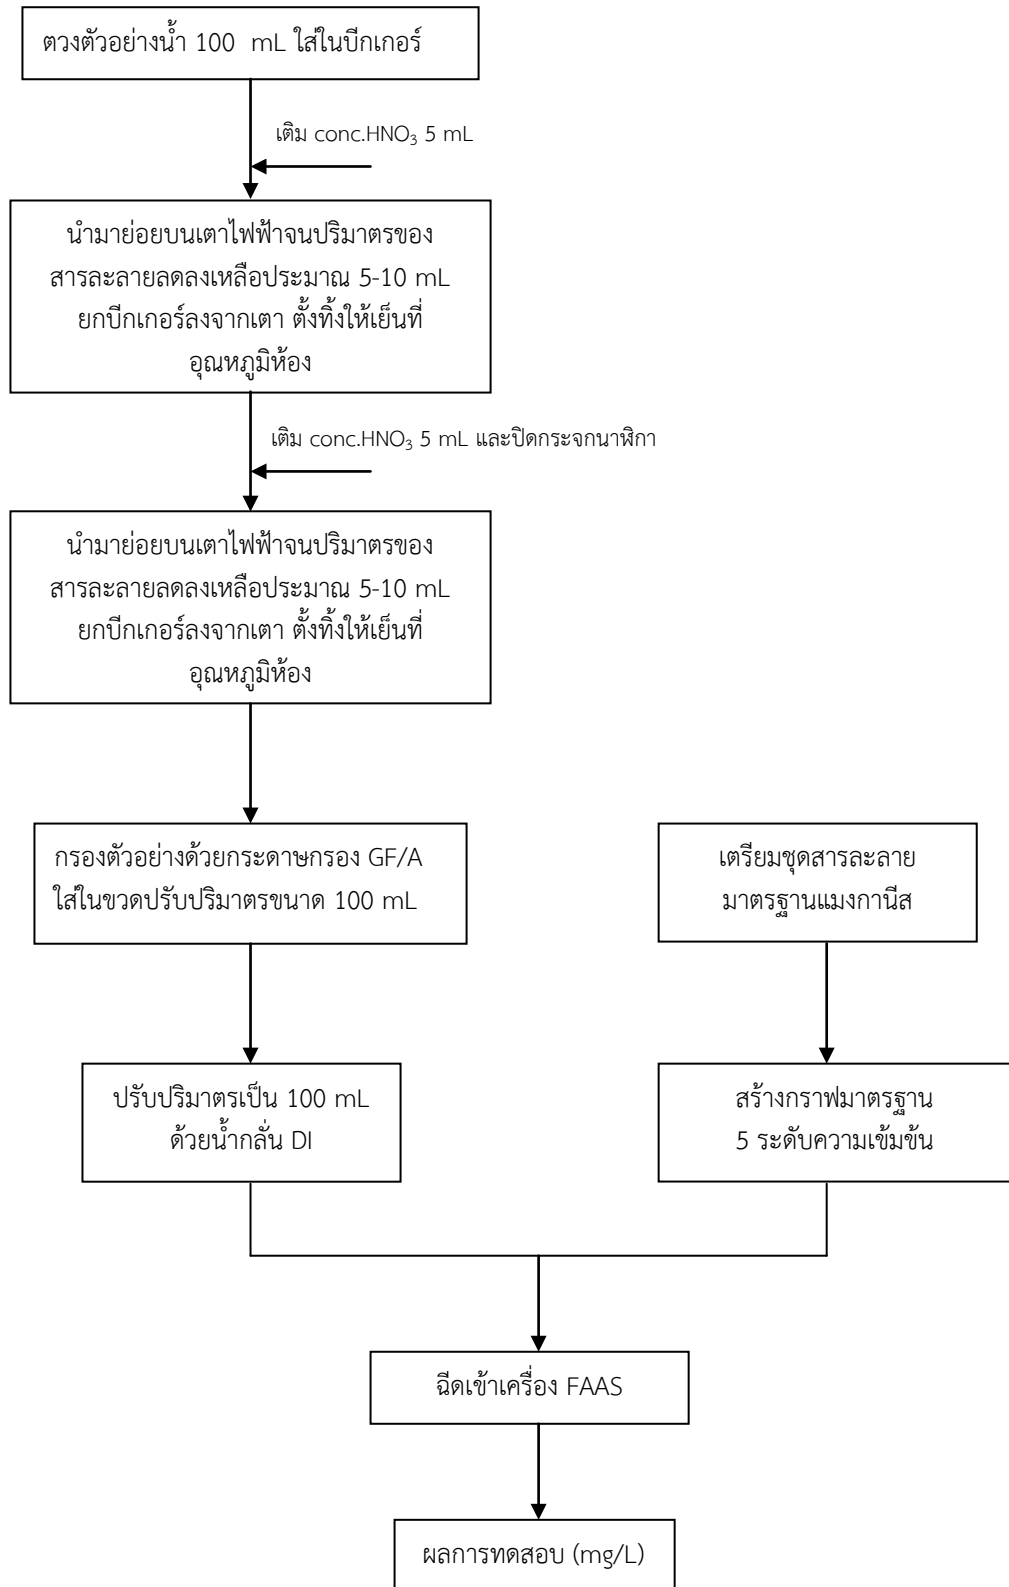 ตวงตัวอย่างน้ำ 100 mL ใส่ในบีกเกอร์
เติม conc.HNO₃ 5 mL
นำมาย่อยบนเตาไฟฟ้าจนปริมาตรของ
สารละลายลดลงเหลือประมาณ 5-10 mL
ยกบีกเกอร์ลงจากเตา ตั้งทิ้งให้เย็นที่
อุณหภูมิห้อง
เติม conc.HNO₃ 5 mL และปิดกระจกนาฬิกา
นำมาย่อยบนเตาไฟฟ้าจนปริมาตรของ
สารละลายลดลงเหลือประมาณ 5-10 mL
ยกบีกเกอร์ลงจากเตา ตั้งทิ้งให้เย็นที่
อุณหภูมิห้อง
กรองตัวอย่างด้วยกระดาษกรอง GF/A
ใส่ในขวดปรับปริมาตรขนาด 100 mL
เตรียมชุดสารละลาย
มาตรฐานแมงกานีส
ปรับปริมาตรเป็น 100 mL
ด้วยน้ำกลั่น DI
สร้างกราฟมาตรฐาน
5 ระดับความเข้มข้น
ฉีดเข้าเครื่อง FAAS
ผลการทดสอบ (mg/L)